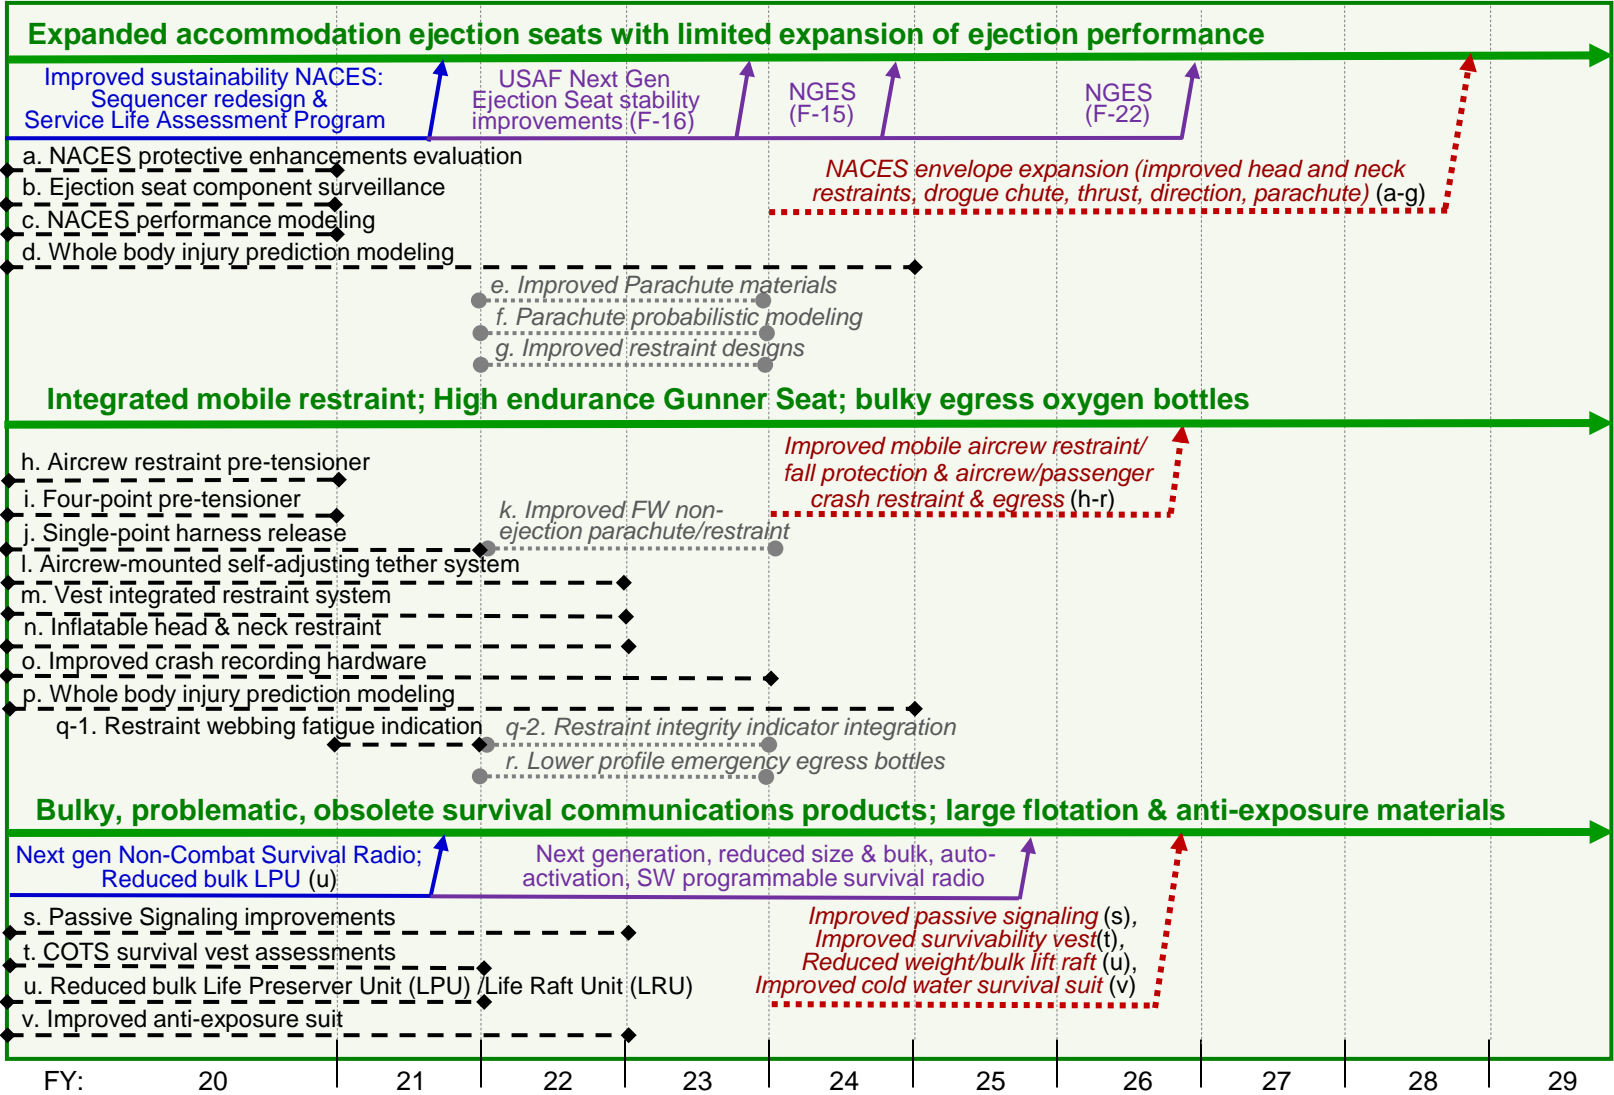 Expanded accommodation ejection seats with limited expansion of ejection performance
Improved sustainability NACES:
Sequencer redesign &
Service Life Assessment Program
USAF Next Gen
Ejection Seat stability
improvements (F-16)
NGES
(F-15)
NGES
(F-22)
a. NACES protective enhancements evaluation
b. Ejection seat component surveillance
c. NACES performance modeling
d. Whole body injury prediction modeling
NACES envelope expansion (improved head and neck
restraints, drogue chute, thrust, direction, parachute) (a-g)
e. Improved Parachute materials
f. Parachute probabilistic modeling
g. Improved restraint designs
Integrated mobile restraint; High endurance Gunner Seat; bulky egress oxygen bottles
Improved mobile aircrew restraint/
fall protection & aircrew/passenger
crash restraint & egress (h-r)
h. Aircrew restraint pre-tensioner
i. Four-point pre-tensioner
j. Single-point harness release
k. Improved FW non-
ejection parachute/restraint
l. Aircrew-mounted self-adjusting tether system
m. Vest integrated restraint system
n. Inflatable head & neck restraint
o. Improved crash recording hardware
p. Whole body injury prediction modeling
q-1. Restraint webbing fatigue indication
q-2. Restraint integrity indicator integration
r. Lower profile emergency egress bottles
Bulky, problematic, obsolete survival communications products; large flotation & anti-exposure materials
Next gen Non-Combat Survival Radio;
Reduced bulk LPU (u)
Next generation, reduced size & bulk, auto-
activation, SW programmable survival radio
s. Passive Signaling improvements
t. COTS survival vest assessments
u. Reduced bulk Life Preserver Unit (LPU) /Life Raft Unit (LRU)
v. Improved anti-exposure suit
Improved passive signaling (s),
Improved survivability vest(t),
Reduced weight/bulk lift raft (u),
Improved cold water survival suit (v)
FY: 20 21 22 23 24 25 26 27 28 29